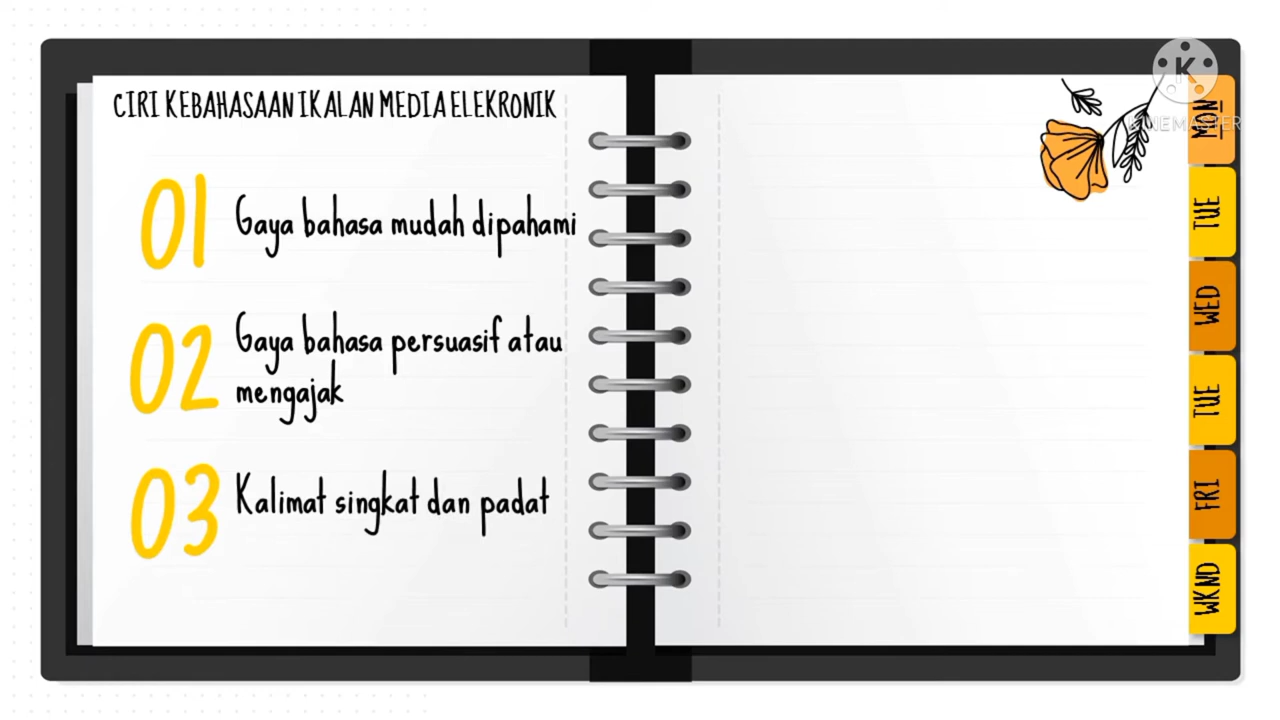 CIRI KEBAHASAAN IKALAN MEDIA ELEKRONIK
01
Gaya bahasa mudah dipahami
02
Gaya bahasa persuasif atau
mengajak
03
Kalimat singkat dan padat
K
KINEMASTER
MON
TUE
WED
TUE
FRI
WKND